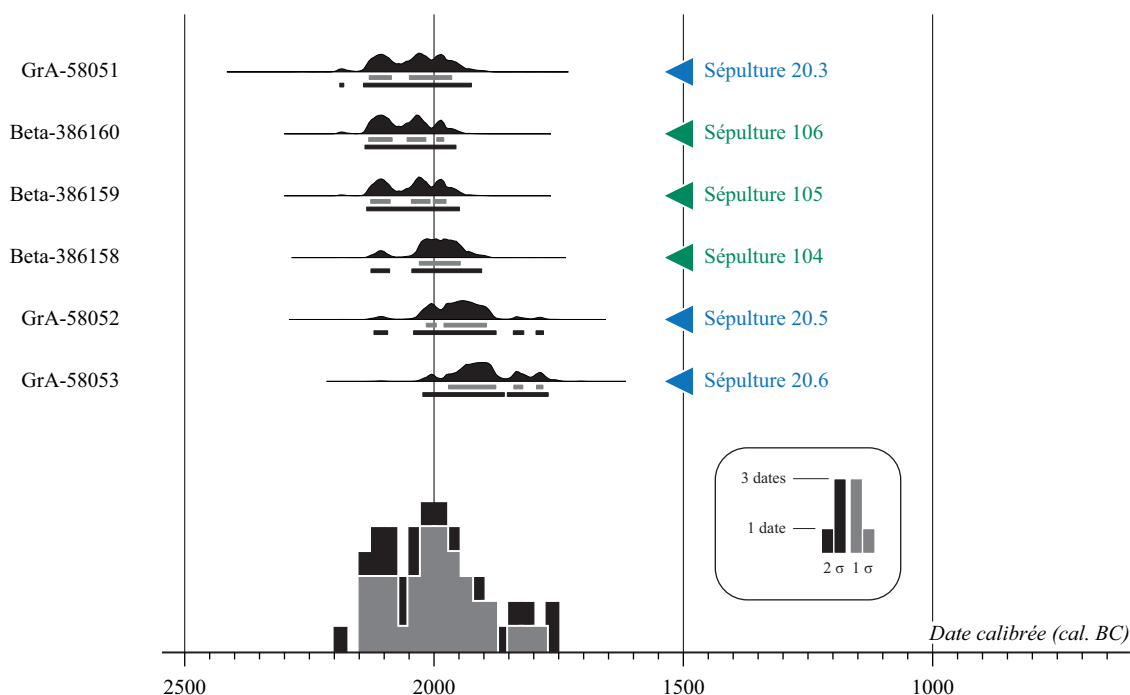 GrA-58051 Sépulture 20.3
Beta-386160 Sépulture 106
Beta-386159 Sépulture 105
Beta-386158 Sépulture 104
GrA-58052 Sépulture 20.5
GrA-58053 Sépulture 20.6
3 dates
1 date
2 σ 1 σ
Date calibrée (cal. BC)
2500 2000 1500 1000